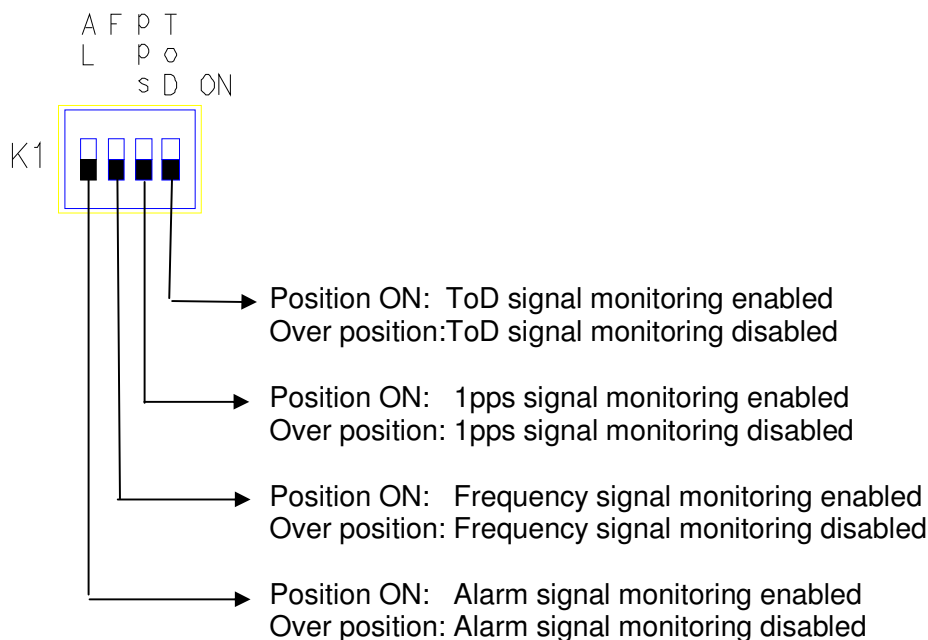 A F p T
L p o
s D ON
K1
Position ON: ToD signal monitoring enabled
Over position:ToD signal monitoring disabled
Position ON: 1pps signal monitoring enabled
Over position: 1pps signal monitoring disabled
Position ON: Frequency signal monitoring enabled
Over position: Frequency signal monitoring disabled
Position ON: Alarm signal monitoring enabled
Over position: Alarm signal monitoring disabled